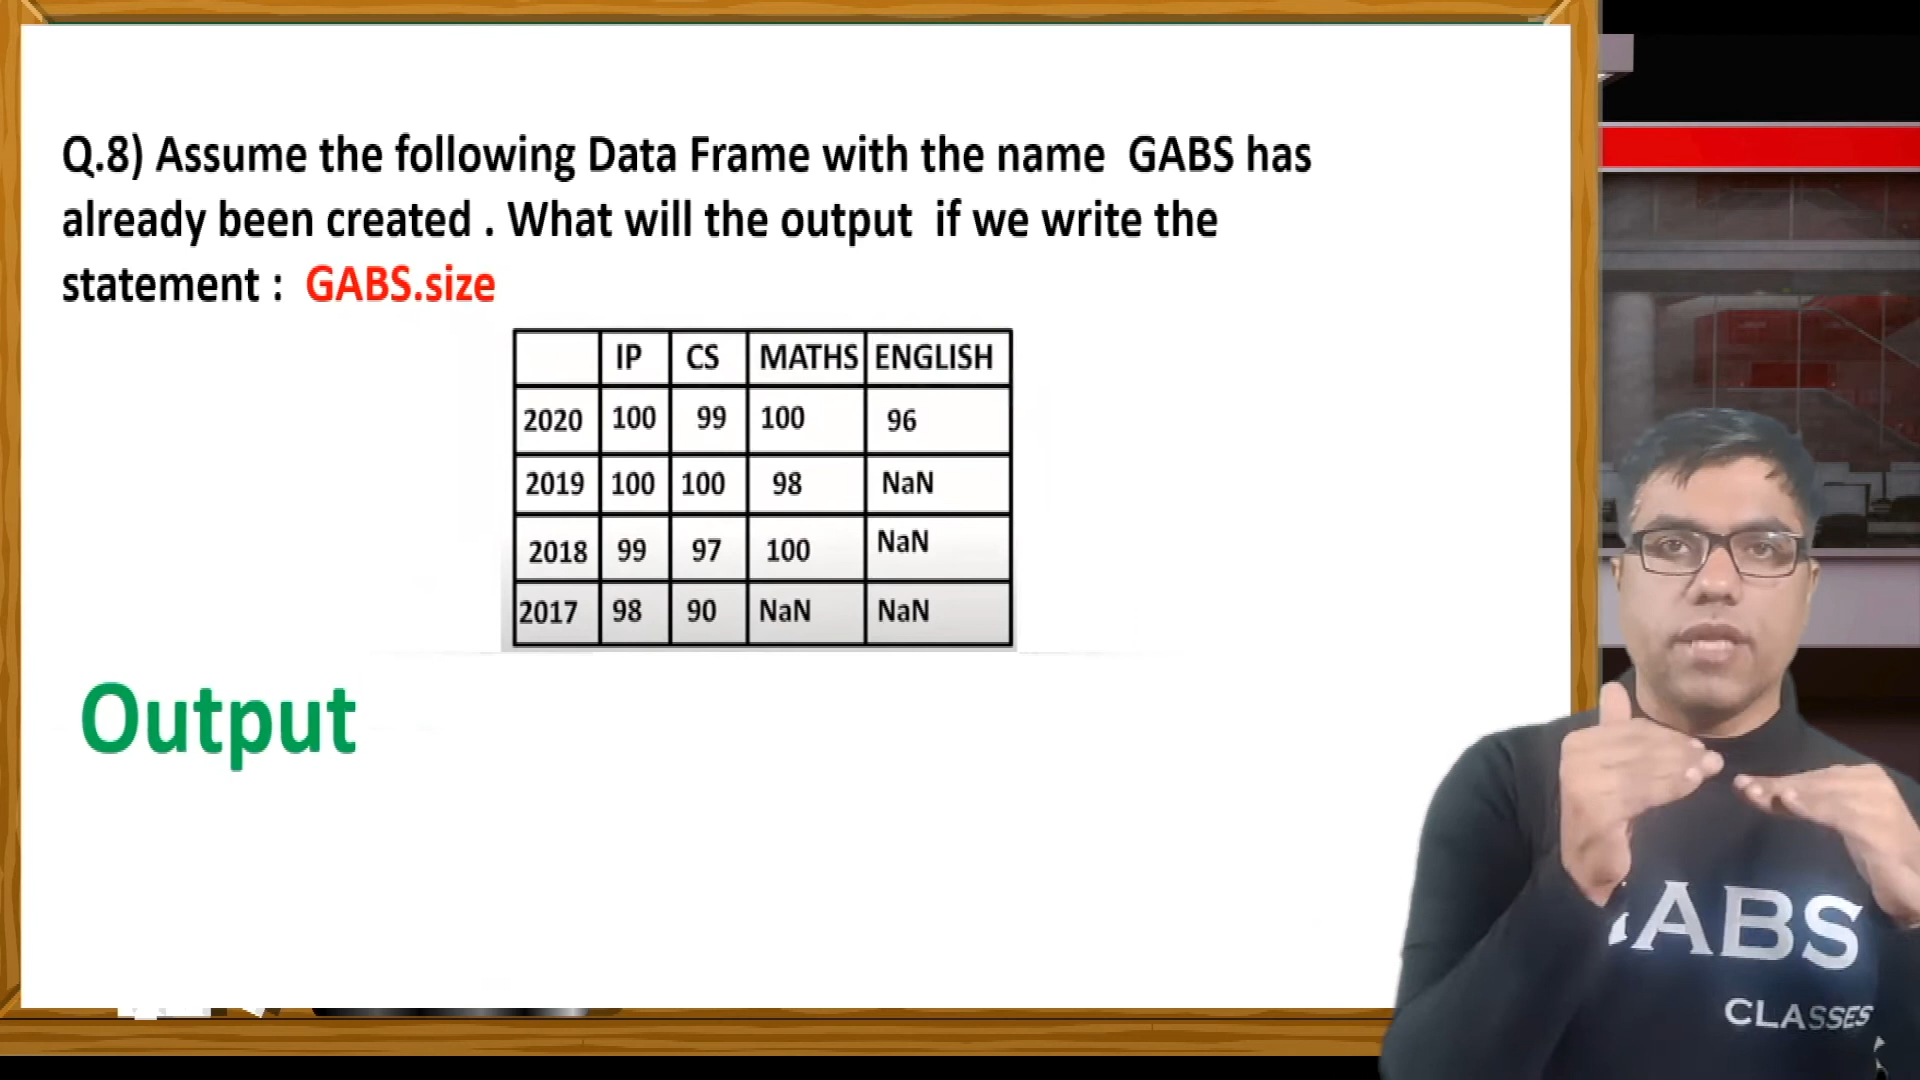 Q.8) Assume the following Data Frame with the name GABS has
already been created . What will the output if we write the
statement : GABS.size
IP CS MATHS ENGLISH
2020 100 99 100 96
2019 100 100 98 NaN
2018 99 97 100 NaN
2017 98 90 NaN NaN
Output
ABS
CLASSES